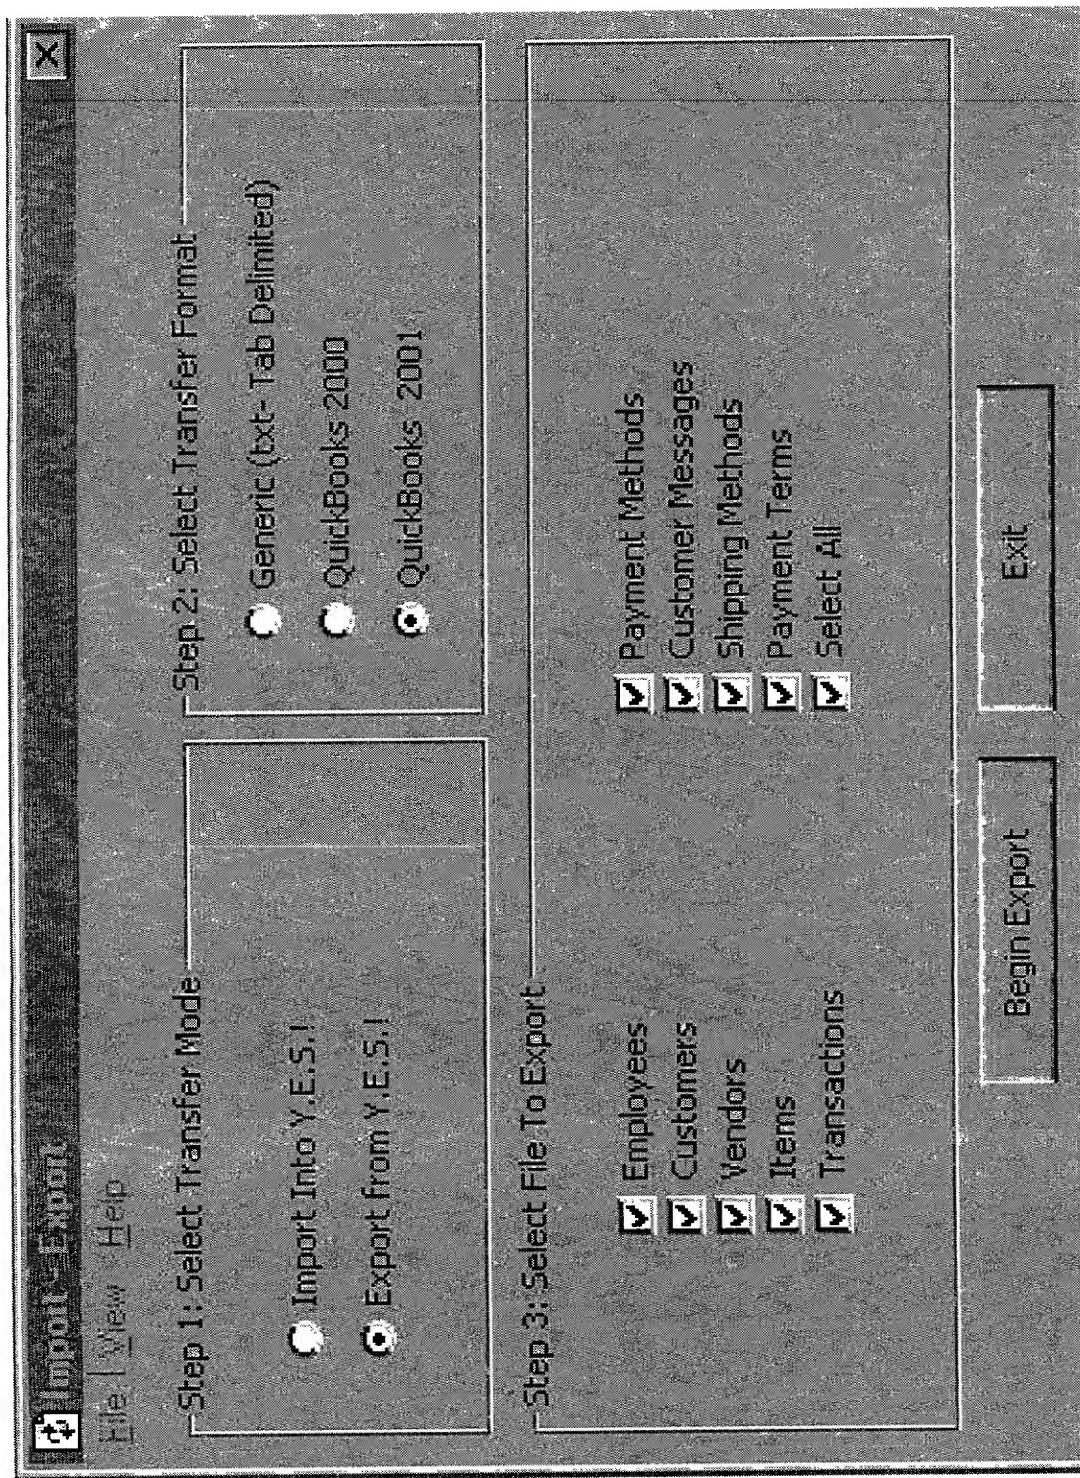 Import - Export
File View Help
Step 1: Select Transfer Mode
Import Into Y.E.S.!
Export from Y.E.S.!
Step 2: Select Transfer Format
Generic (txt- Tab Delimited)
QuickBooks 2000
QuickBooks 2001
Step 3: Select File To Export
Employees
Customers
Vendors
Items
Transactions
Payment Methods
Customer Messages
Shipping Methods
Payment Terms
Select All
Begin Export
Exit